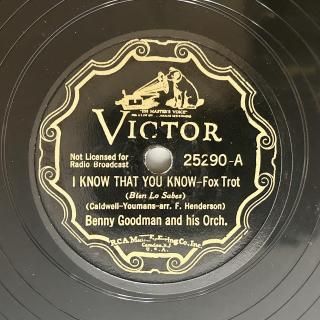 "HIS MASTER'S VOICE"
VICTOR
Not Licensed for
Radio Broadcast
25290-A
I KNOW THAT YOU KNOW-Fox Trot
(Bien Lo Sabes)
(Caldwell-Youmans-arr. F. Henderson)
Benny Goodman and his Orch.
RCA Co., Inc.
Camden, N.J.
U.S.A.